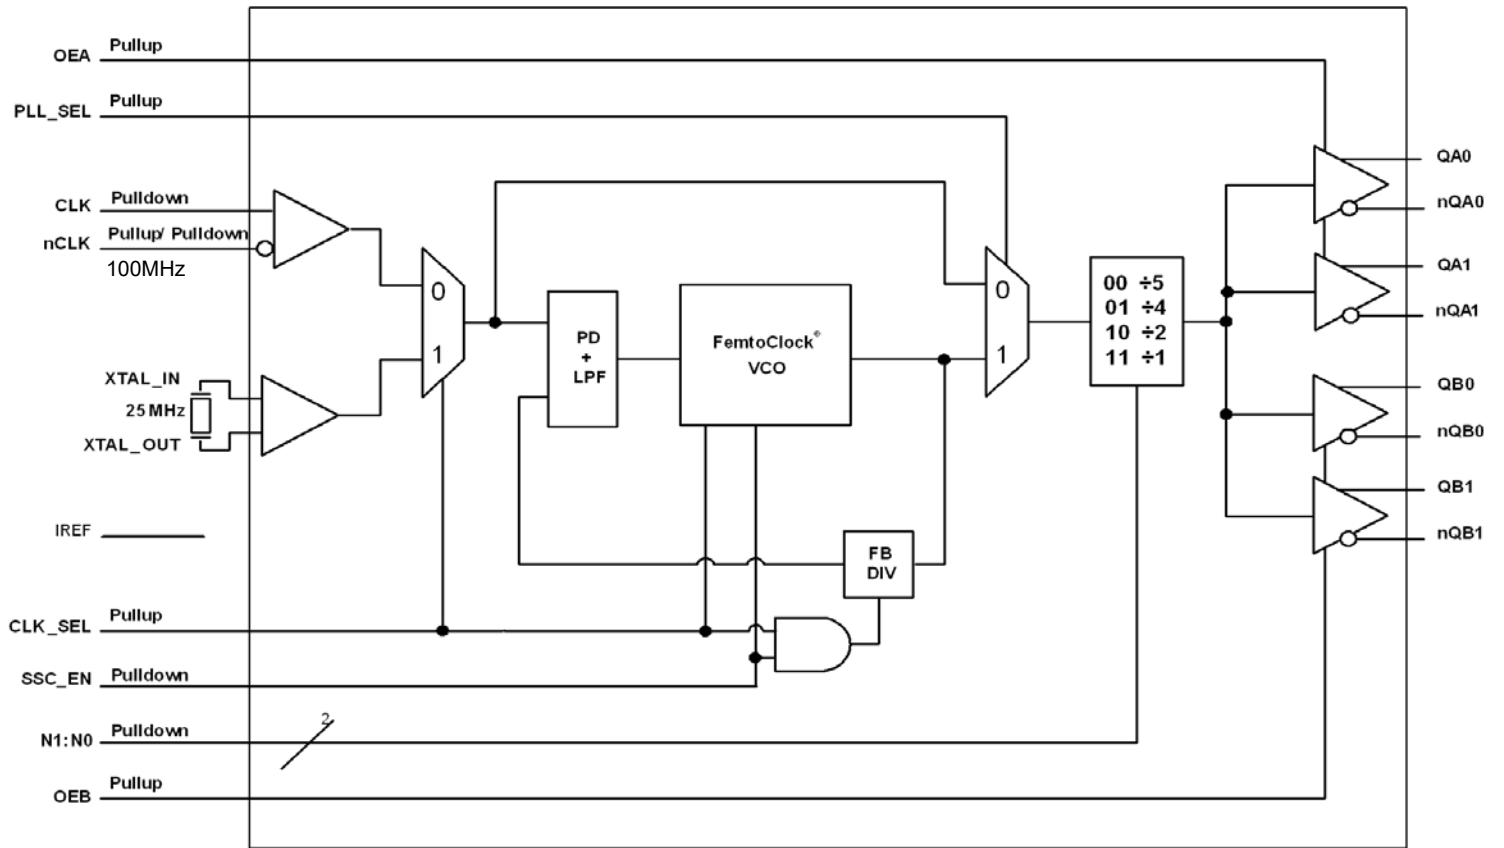 OEA Pullup
PLL_SEL Pullup
CLK Pulldown
nCLK Pullup/ Pulldown
100MHz
XTAL_IN
25 MHz
XTAL_OUT
IREF
CLK_SEL Pullup
SSC_EN Pulldown
N1:N0 Pulldown
2
OEB Pullup
0
1
PD
+
LPF
FemtoClock®
VCO
FB
DIV
0
1
00 ÷5
01 ÷4
10 ÷2
11 ÷1
QA0
nQA0
QA1
nQA1
QB0
nQB0
QB1
nQB1